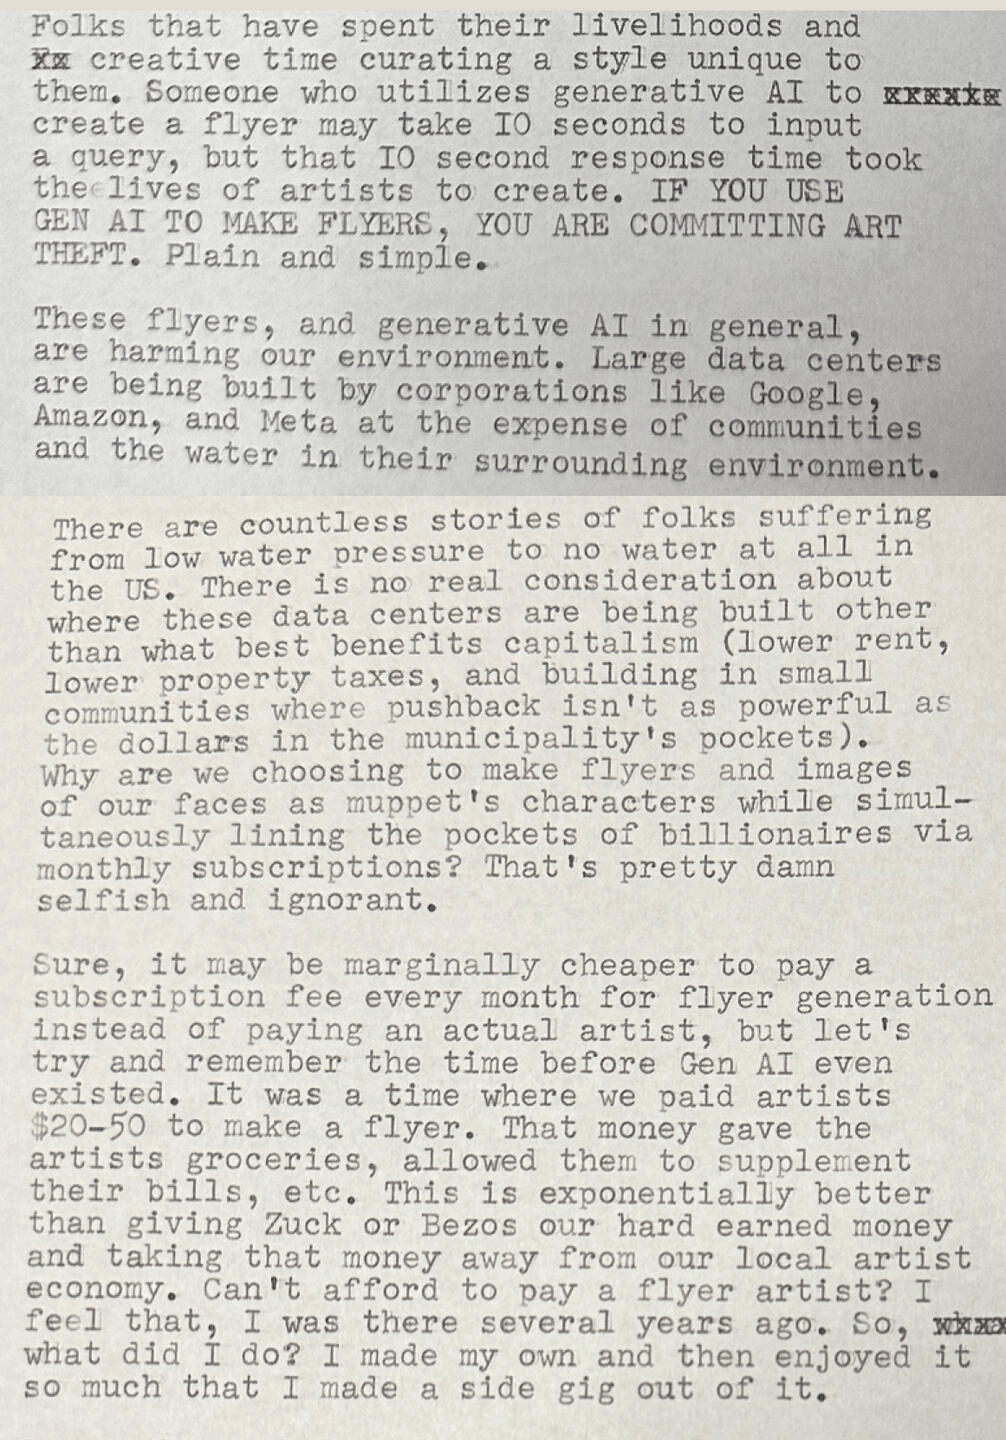 Folks that have spent their livelihoods and
xx creative time curating a style unique to
them. Someone who utilizes generative AI to
create a flyer may take IO seconds to input
a query, but that IO second response time took
the lives of artists to create. IF YOU USE
GEN AI TO MAKE FLYERS, YOU ARE COMMITTING ART
THEFT. Plain and simple.
These flyers, and generative AI in general,
are harming our environment. Large data centers
are being built by corporations like Google,
Amazon, and Meta at the expense of communities
and the water in their surrounding environment.
There are countless stories of folks suffering
from low water pressure to no water at all in
the US. There is no real consideration about
where these data centers are being built other
than what best benefits capitalism (lower rent,
lower property taxes, and building in small
communities where pushback isn't as powerful as
the dollars in the municipality's pockets).
Why are we choosing to make flyers and images
of our faces as muppet's characters while simul-
taneously lining the pockets of billionaires via
monthly subscriptions? That's pretty damn
selfish and ignorant.
Sure, it may be marginally cheaper to pay a
subscription fee every month for flyer generation
instead of paying an actual artist, but let's
try and remember the time before Gen AI even
existed. It was a time where we paid artists
$20-50 to make a flyer. That money gave the
artists groceries, allowed them to supplement
their bills, etc. This is exponentially better
than giving Zuck or Bezos our hard earned money
and taking that money away from our local artist
economy. Can't afford to pay a flyer artist? I
feel that, I was there several years ago. So,
what did I do? I made my own and then enjoyed it
so much that I made a side gig out of it.